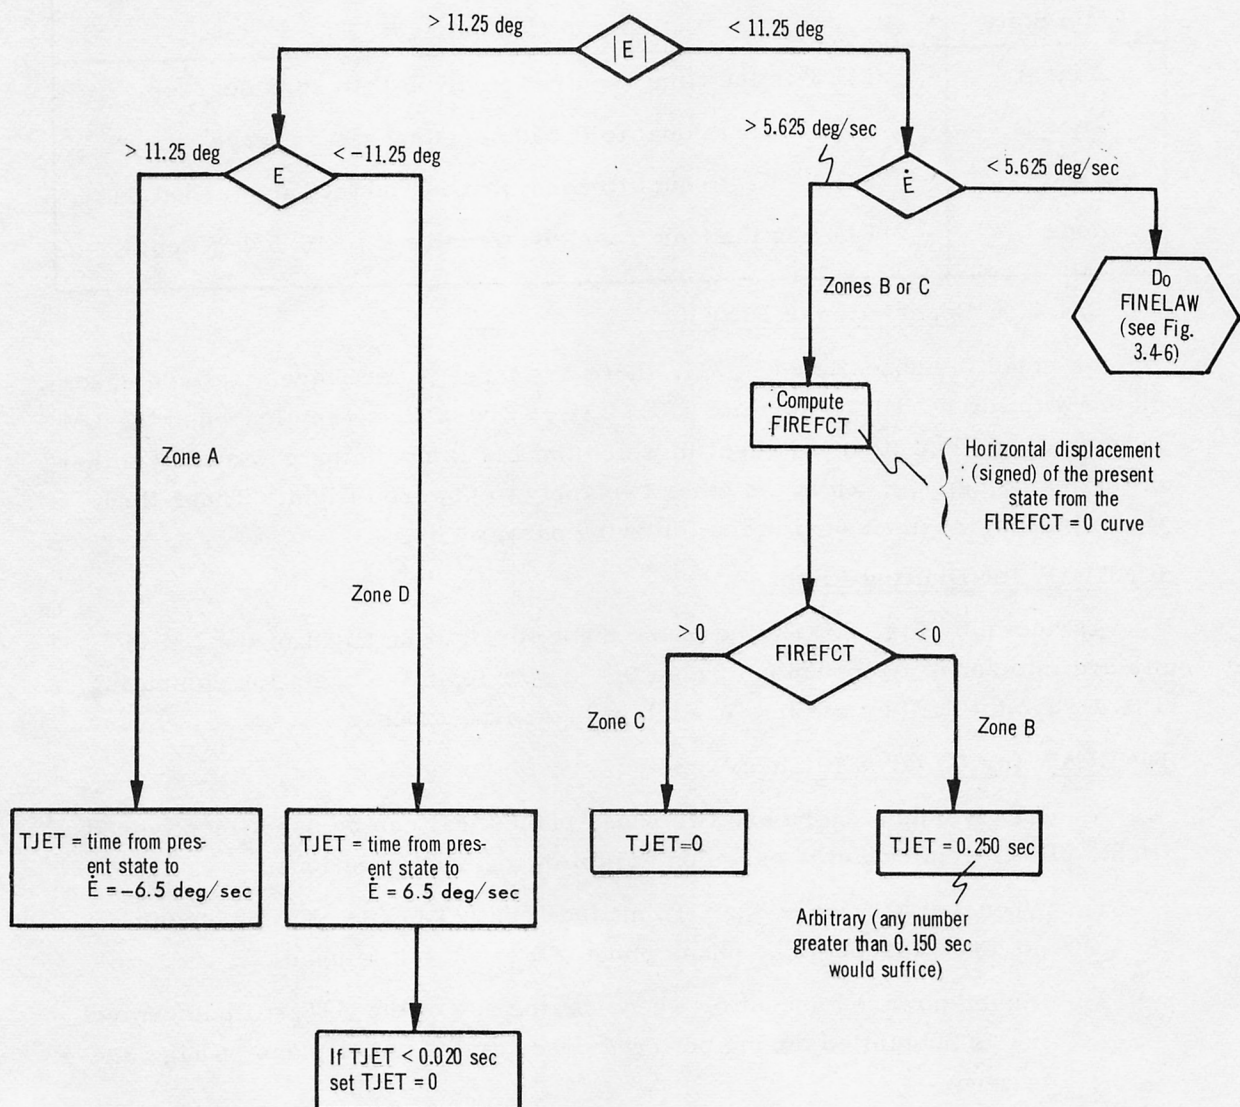 > 11.25 deg
|E|
< 11.25 deg
> 11.25 deg
E
< -11.25 deg
> 5.625 deg/sec
Ė
< 5.625 deg/sec
Zones B or C
Do
FINELAW
(see Fig.
3.4-6)
Compute
FIREFCT
Horizontal displacement
(signed) of the present
state from the
FIREFCT = 0 curve
Zone A
Zone D
> 0
FIREFCT
< 0
Zone C
Zone B
TJET = time from pres-
ent state to
Ė = -6.5 deg/sec
TJET = time from pres-
ent state to
Ė = 6.5 deg/sec
TJET=0
TJET = 0.250 sec
Arbitrary (any number
greater than 0.150 sec
would suffice)
If TJET < 0.020 sec
set TJET = 0